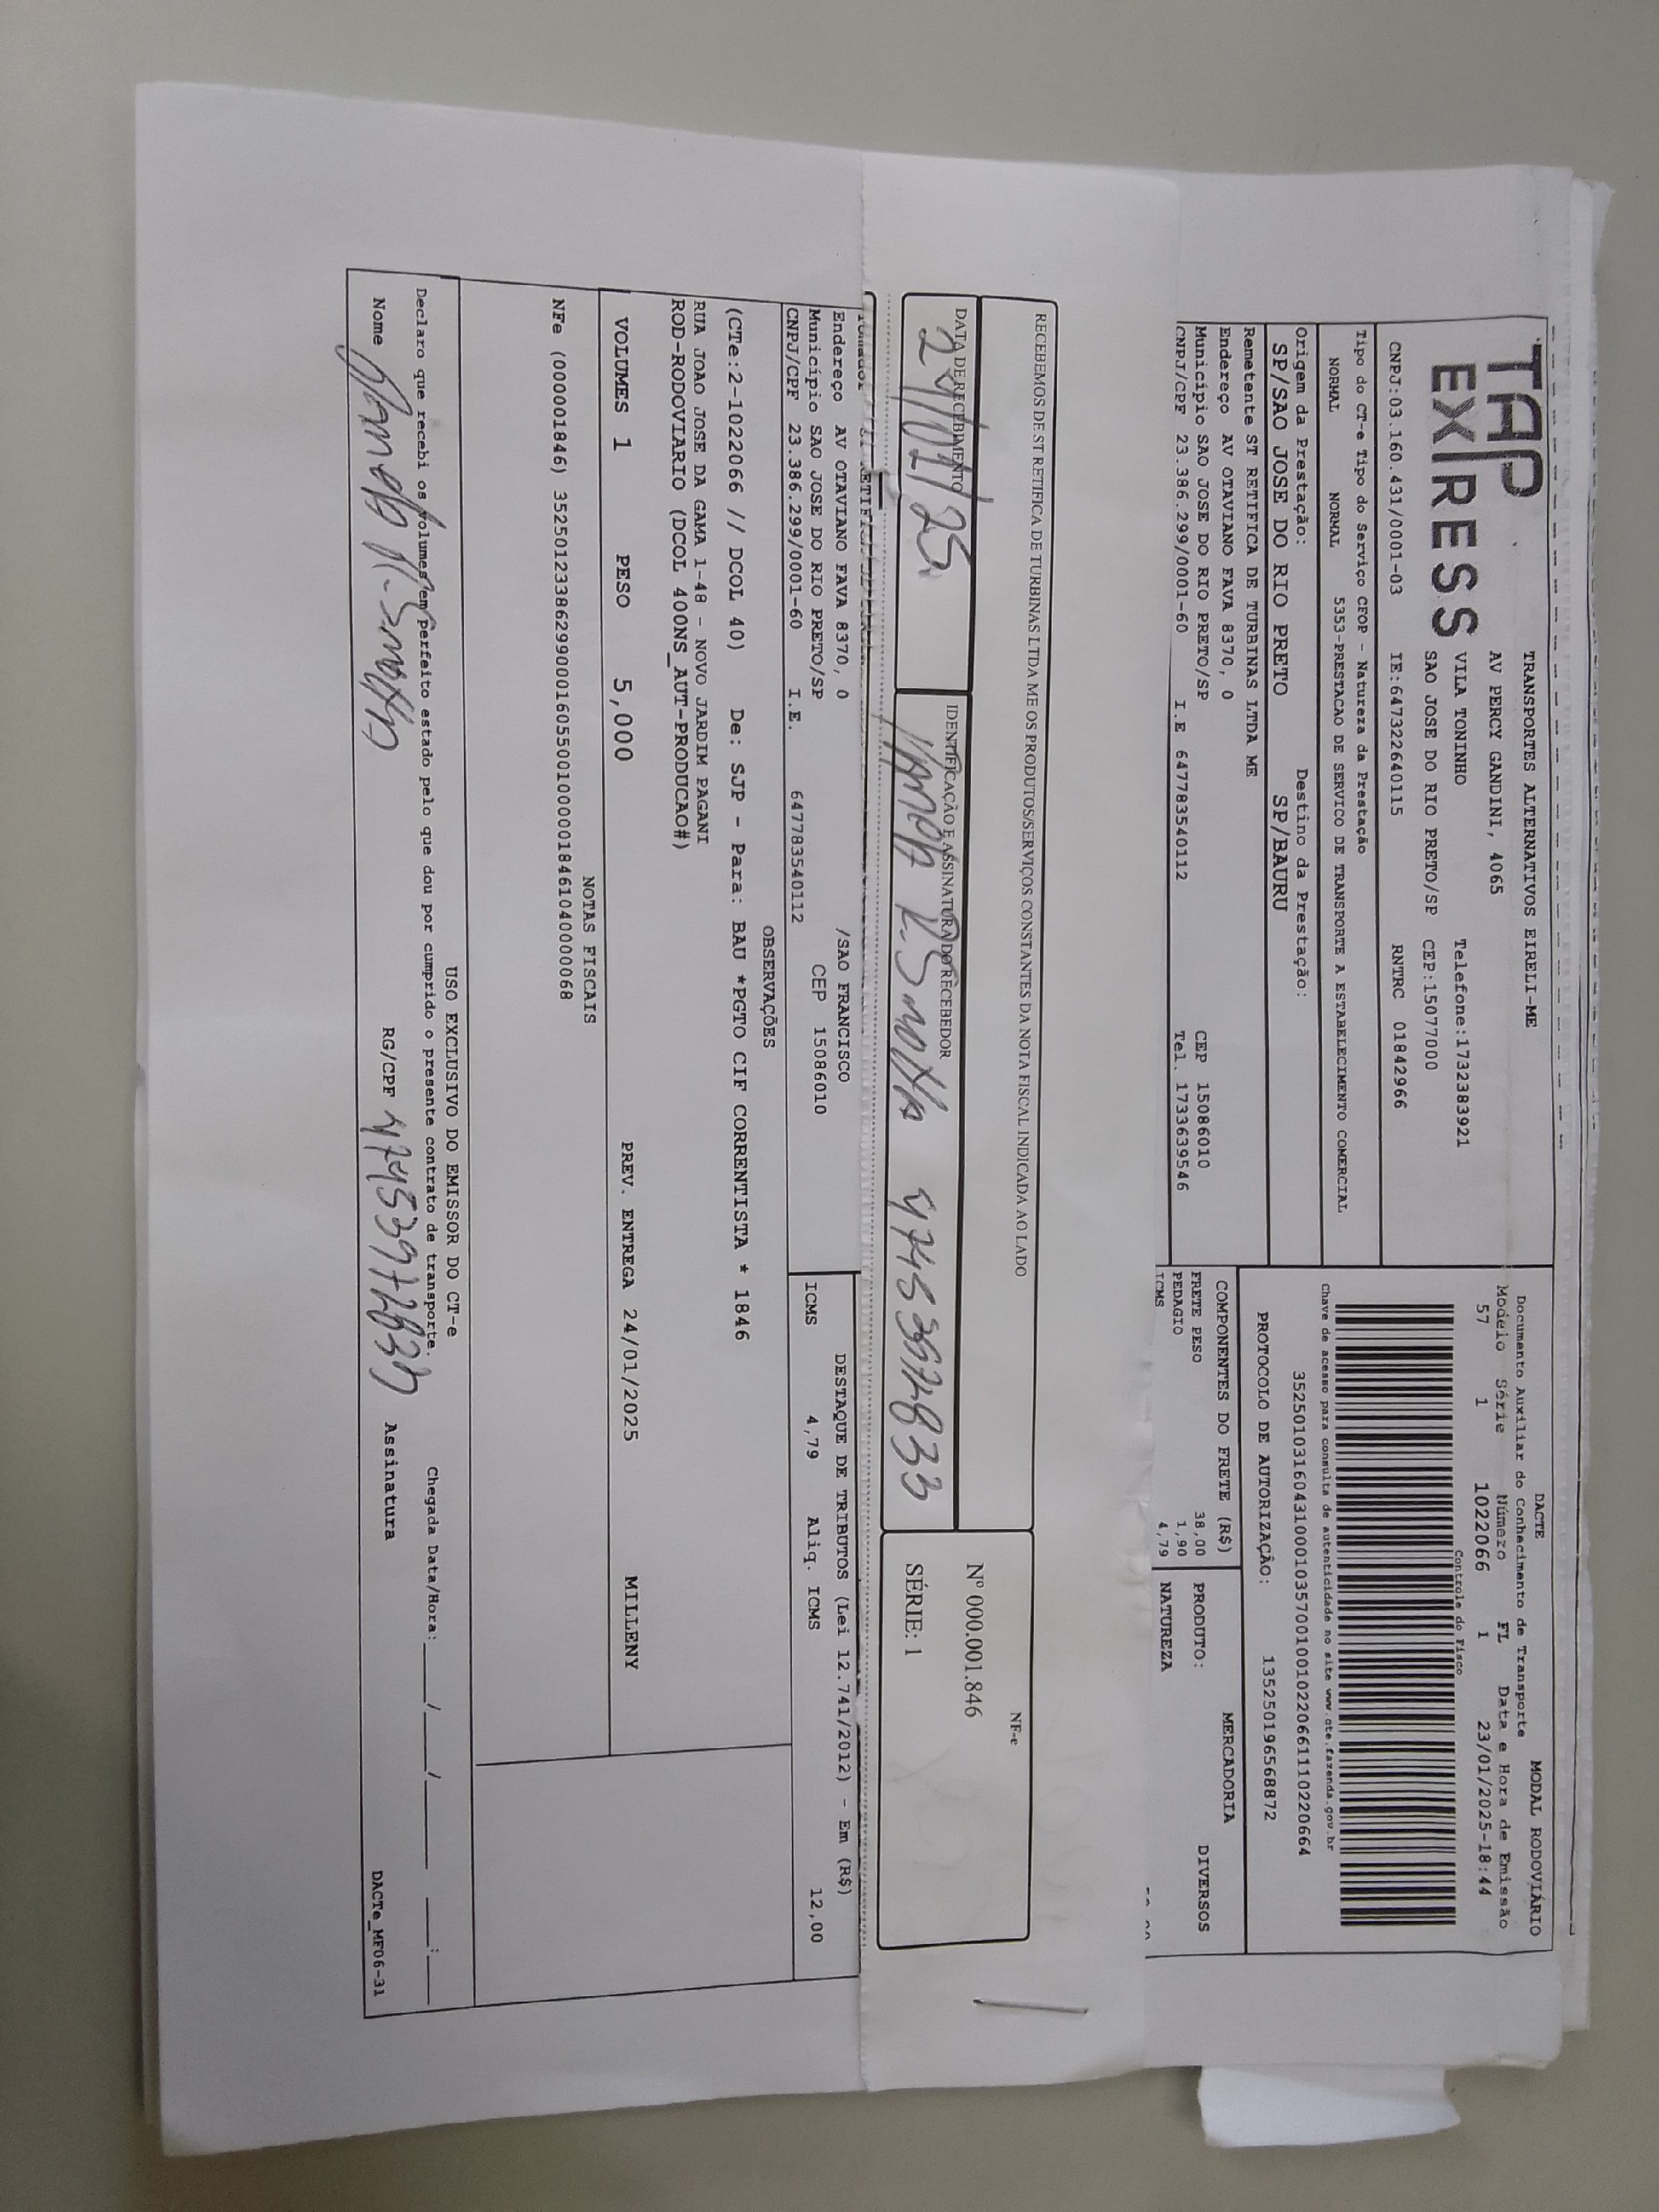 TAP
EXPRESS
TRANSPORTES ALTERNATIVOS EIRELI-ME
AV PERCY GANDINI, 4065
VILA TONINHO Telefone:1732383921
SAO JOSE DO RIO PRETO/SP CEP:15077000
CNPJ:03.160.431/0001-03 IE:647322640115 RNTRC 01842966
DACTE MODAL RODOVIÁRIO
Documento Auxiliar do Conhecimento de Transporte
Modelo Série Número FL Data e Hora de Emissão
57 1 1022066 1 23/01/2025-18:44
Controle do Fisco
Chave de acesso para consulta de autenticidade no site www.cte.fazenda.gov.br
35250103160431000103570010010220661110220664
PROTOCOLO DE AUTORIZAÇÃO: 135250196568872
Tipo do CT-e Tipo do Serviço CFOP - Natureza da Prestação
NORMAL NORMAL 5353-PRESTACAO DE SERVICO DE TRANSPORTE A ESTABELECIMENTO COMERCIAL
Origem da Prestação: Destino da Prestação:
SP/SAO JOSE DO RIO PRETO SP/BAURU
Remetente ST RETIFICA DE TURBINAS LTDA ME
Endereço AV OTAVIANO FAVA 8370, 0
Município SAO JOSE DO RIO PRETO/SP CEP 15086010
CNPJ/CPF 23.386.299/0001-60 I.E 647783540112 Tel. 1733639546
COMPONENTES DO FRETE (R$)
FRETE PESO 38,00
PEDAGIO 1,90
ICMS 4,79
MERCADORIA
PRODUTO: DIVERSOS
NATUREZA
RECEBEMOS DE ST RETIFICA DE TURBINAS LTDA ME OS PRODUTOS/SERVIÇOS CONSTANTES DA NOTA FISCAL INDICADA AO LADO
NF-e
Nº 000.001.846
SÉRIE: 1
DATA DE RECEBIMENTO IDENTIFICAÇÃO E ASSINATURA DO RECEBEDOR
24/01/25
Endereço AV OTAVIANO FAVA 8370, 0 /SAO FRANCISCO
Município SAO JOSE DO RIO PRETO/SP CEP 15086010
CNPJ/CPF 23.386.299/0001-60 I.E. 647783540112
DESTAQUE DE TRIBUTOS (Lei 12.741/2012) - Em (R$)
ICMS 4,79 Aliq. ICMS 12,00
OBSERVAÇÕES
(CTe:2-1022066 // DCOL 40) De: SJP - Para: BAU *PGTO CIF CORRENTISTA * 1846
RUA JOAO JOSE DA GAMA 1-48 - NOVO JARDIM PAGANI
ROD-RODOVIARIO (DCOL 400NS_AUT-PRODUCAO#)
VOLUMES 1 PESO 5,000 PREV. ENTREGA 24/01/2025 MILLENY
NOTAS FISCAIS
NFe (000001846) 35250123386299000160550010000018461040000068
USO EXCLUSIVO DO EMISSOR DO CT-e
Declaro que recebi os volumes em perfeito estado pelo que dou por cumprido o presente contrato de transporte. Chegada Data/Hora: ___/___/____ ___:___
Nome RG/CPF Assinatura
DACTe_MF06-31